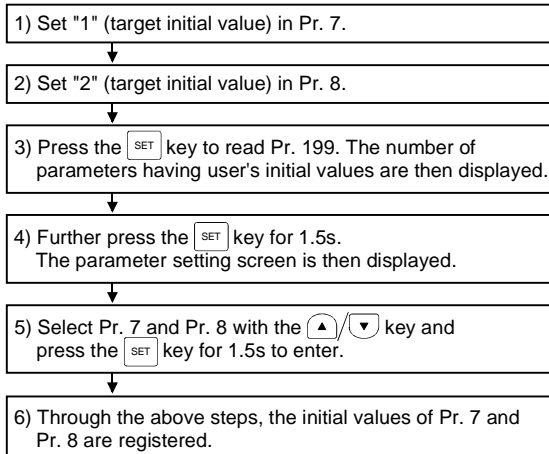 1) Set "1" (target initial value) in Pr. 7.
2) Set "2" (target initial value) in Pr. 8.
3) Press the SET key to read Pr. 199. The number of
parameters having user's initial values are then displayed.
4) Further press the SET key for 1.5s.
The parameter setting screen is then displayed.
5) Select Pr. 7 and Pr. 8 with the ▲/▼ key and
press the SET key for 1.5s to enter.
6) Through the above steps, the initial values of Pr. 7 and
Pr. 8 are registered.